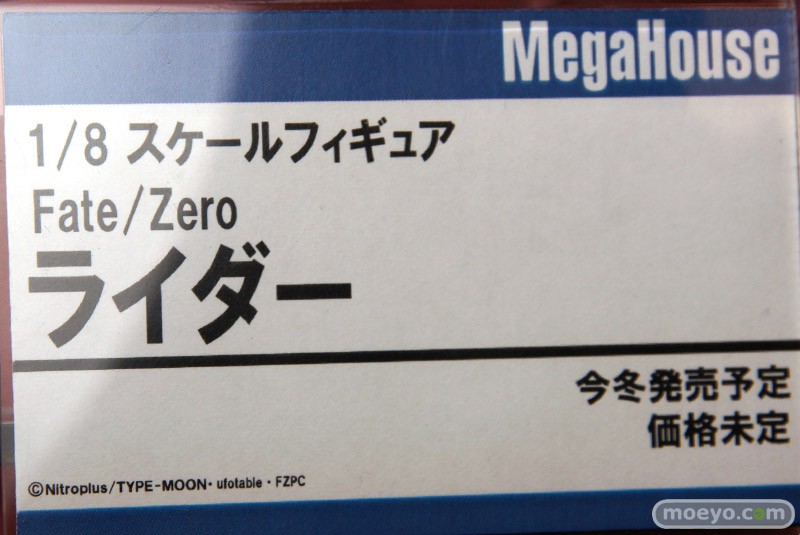 MegaHouse
1/8 スケールフィギュア
Fate/Zero
ライダー
今冬発売予定
価格未定
©Nitroplus/TYPE-MOON・ufotable・FZPC
moeyo.com